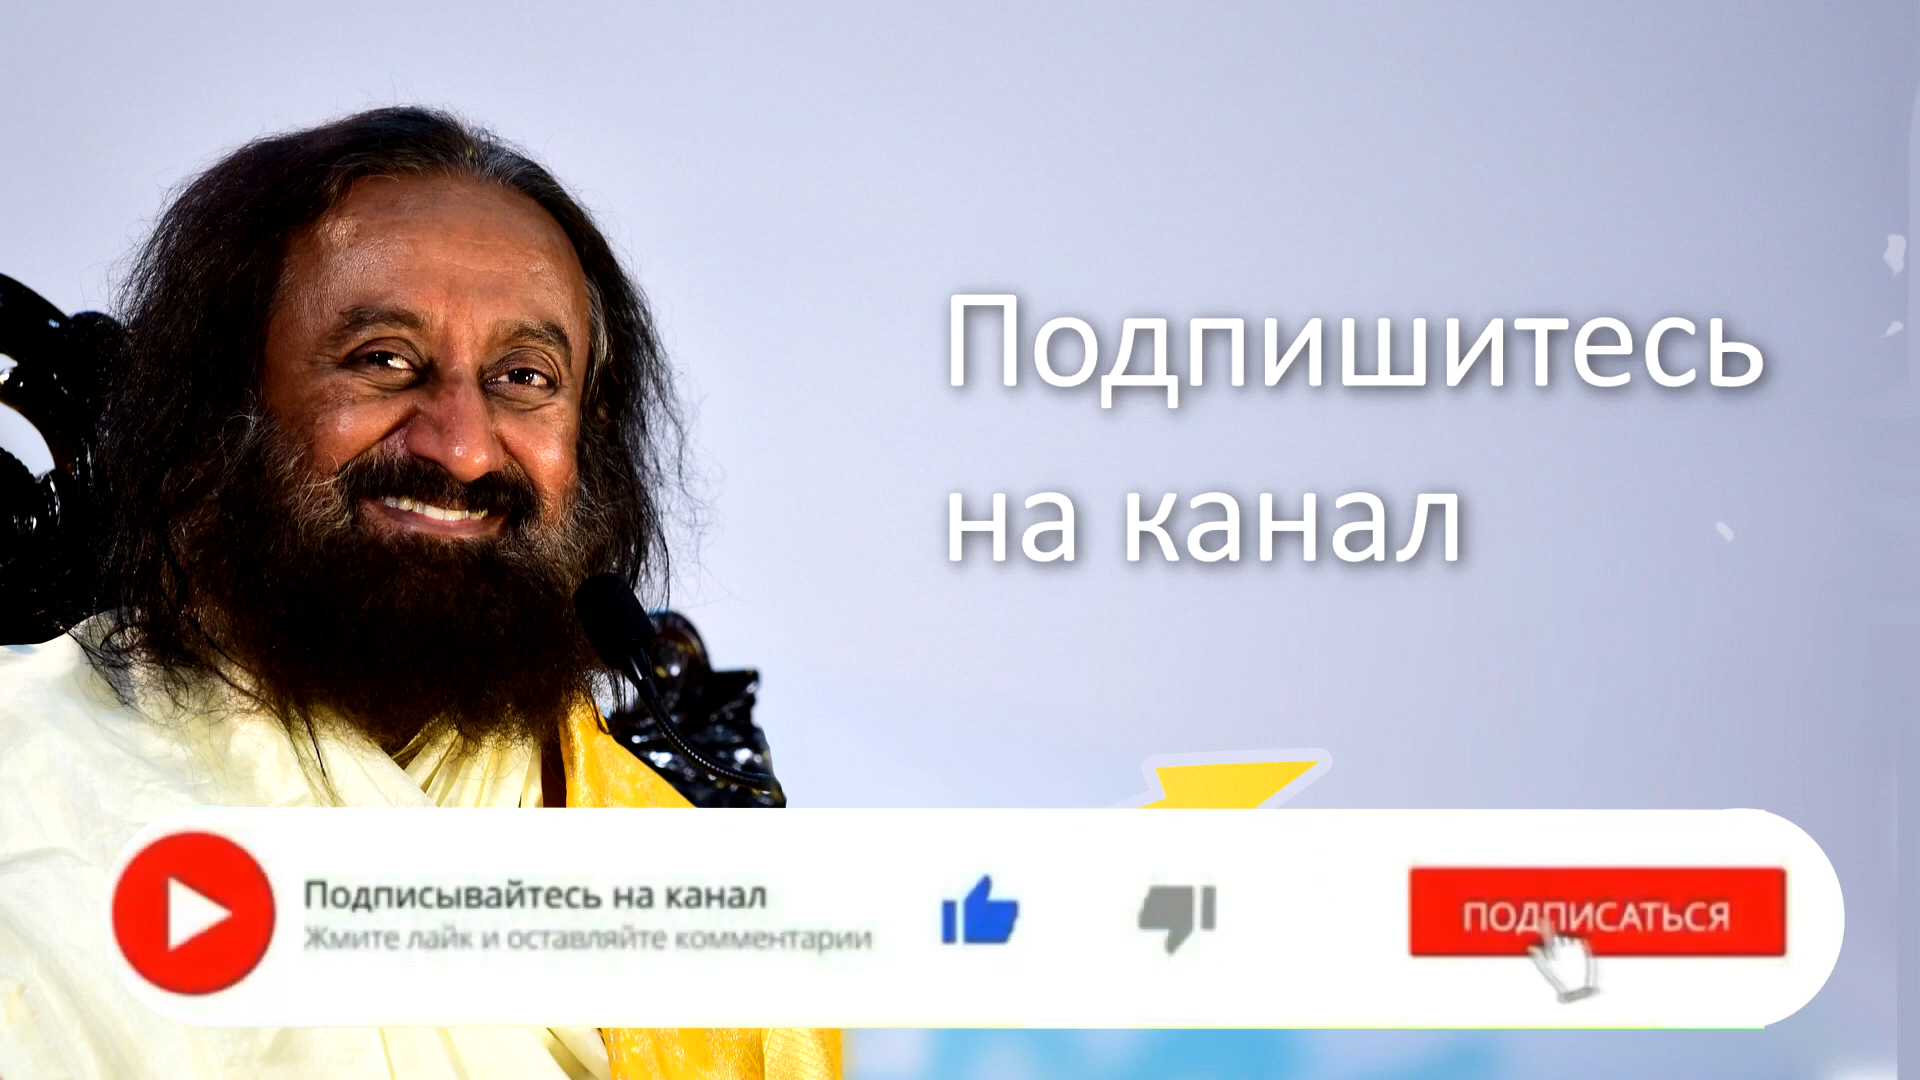 Подпишитесь
на канал
Подписывайтесь на канал
Жмите лайк и оставляйте комментарии
ПОДПИСАТЬСЯ